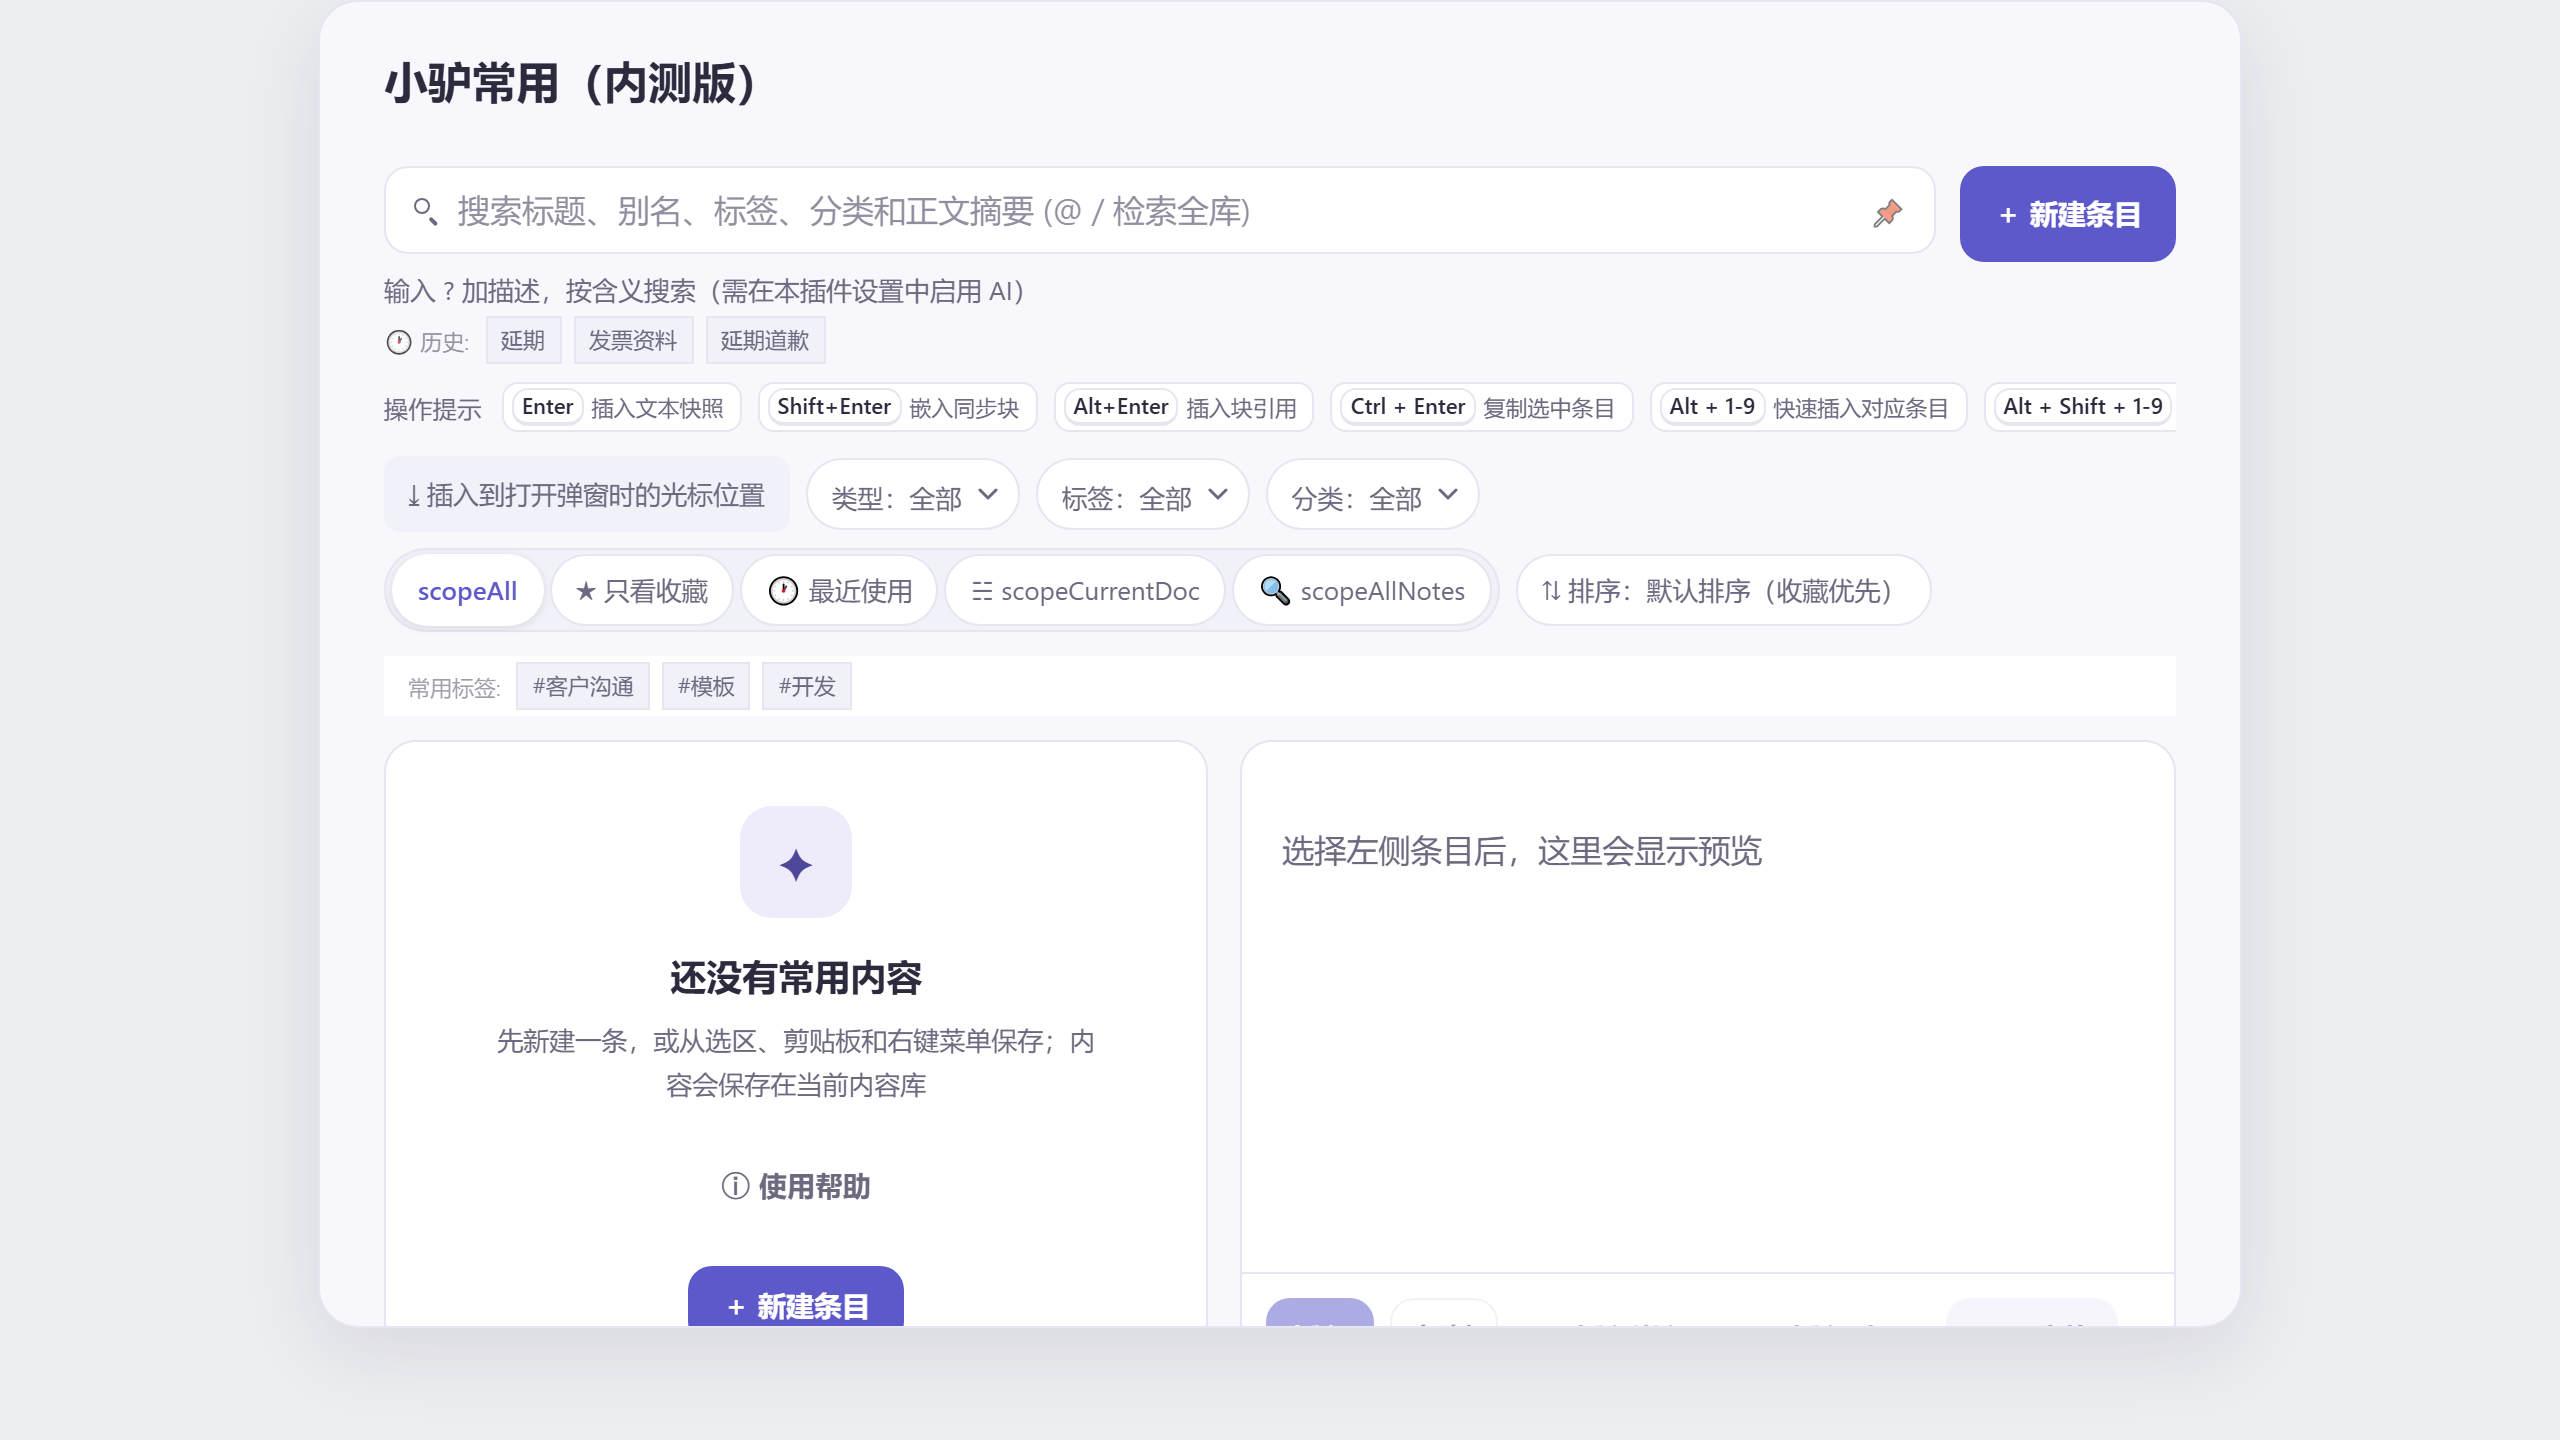 小驴常用（内测版）
搜索标题、别名、标签、分类和正文摘要 (@ / 检索全库)
+ 新建条目
输入 ? 加描述，按含义搜索（需在本插件设置中启用 AI）
历史: 延期 发票资料 延期道歉
操作提示 Enter 插入文本快照 Shift+Enter 嵌入同步块 Alt+Enter 插入块引用 Ctrl + Enter 复制选中条目 Alt + 1-9 快速插入对应条目 Alt + Shift + 1-9
⤓ 插入到打开弹窗时的光标位置 类型：全部 标签：全部 分类：全部
scopeAll ★ 只看收藏 最近使用 ☵ scopeCurrentDoc scopeAllNotes ⇅ 排序：默认排序（收藏优先）
常用标签: #客户沟通 #模板 #开发
还没有常用内容
先新建一条，或从选区、剪贴板和右键菜单保存；内
容会保存在当前内容库
ⓘ 使用帮助
+ 新建条目
选择左侧条目后，这里会显示预览